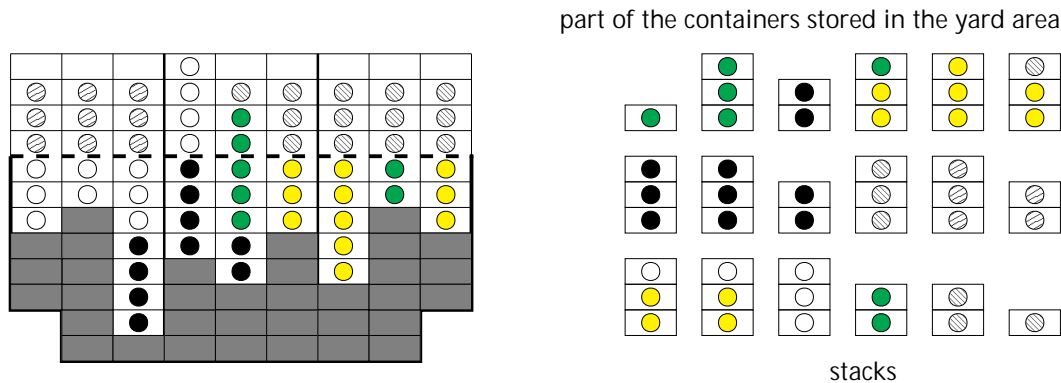 part of the containers stored in the yard area
stacks